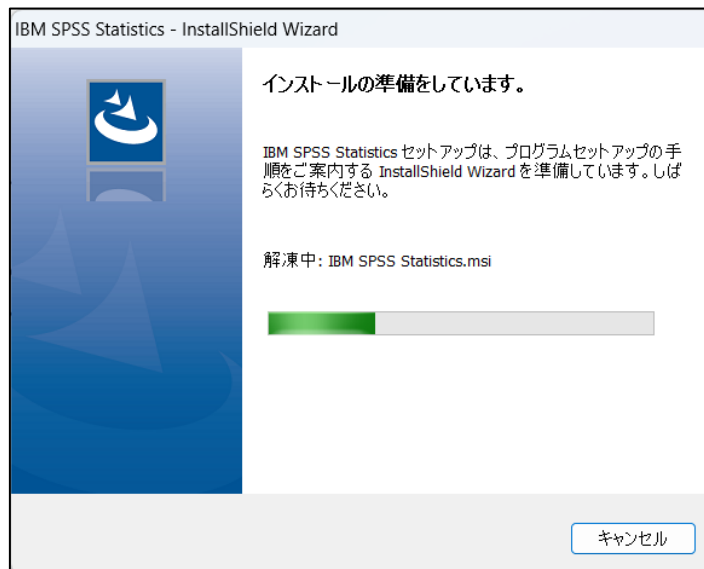 IBM SPSS Statistics - InstallShield Wizard
インストールの準備をしています。
IBM SPSS Statistics セットアップは、プログラムセットアップの手
順をご案内する InstallShield Wizard を準備しています。しば
らくお待ちください。
解凍中: IBM SPSS Statistics.msi
キャンセル